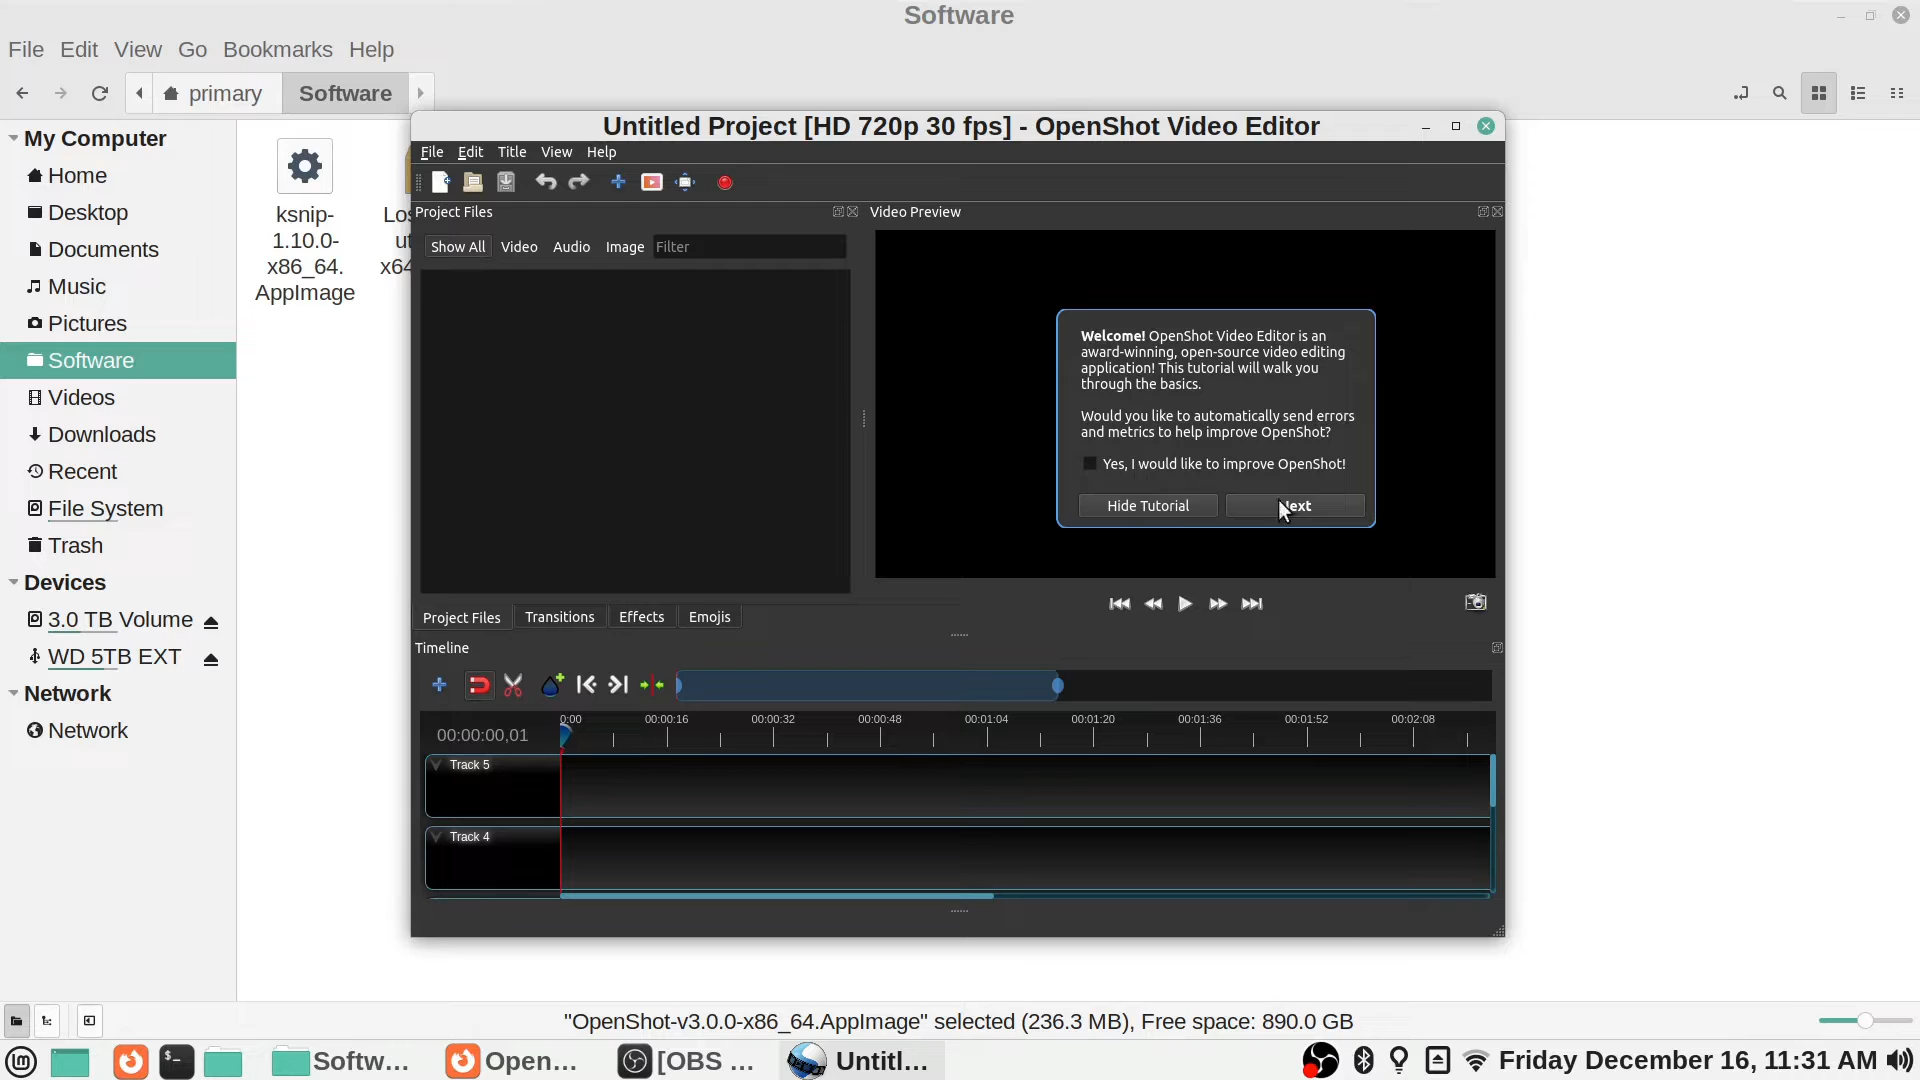 Software
File Edit View Go Bookmarks Help
primary Software
My Computer
Home
Desktop
Documents
Music
Pictures
Software
Videos
Downloads
Recent
File System
Trash
Devices
3.0 TB Volume
WD 5TB EXT
Network
Network
ksnip-
1.10.0-
x86_64.
AppImage
Los
ut
x64
Untitled Project [HD 720p 30 fps] - OpenShot Video Editor
File Edit Title View Help
Project Files
Video Preview
Show All Video Audio Image Filter
Welcome! OpenShot Video Editor is an
award-winning, open-source video editing
application! This tutorial will walk you
through the basics.
Would you like to automatically send errors
and metrics to help improve OpenShot?
Yes, I would like to improve OpenShot!
Hide Tutorial
Project Files Transitions Effects Emojis
Timeline
0:00 00:00:16 00:00:32 00:00:48 00:01:04 00:01:20 00:01:36 00:01:52 00:02:08
00:00:00,01
Track 5
Track 4
"OpenShot-v3.0.0-x86_64.AppImage" selected (236.3 MB), Free space: 890.0 GB
Softw... Open... [OBS ... Untitl... Friday December 16, 11:31 AM